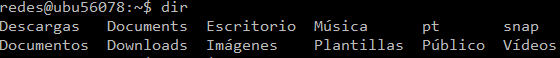 redes@ubu56078:~$ dir
Descargas Documents Escritorio Música pt snap
Documentos Downloads Imágenes Plantillas Público Vídeos